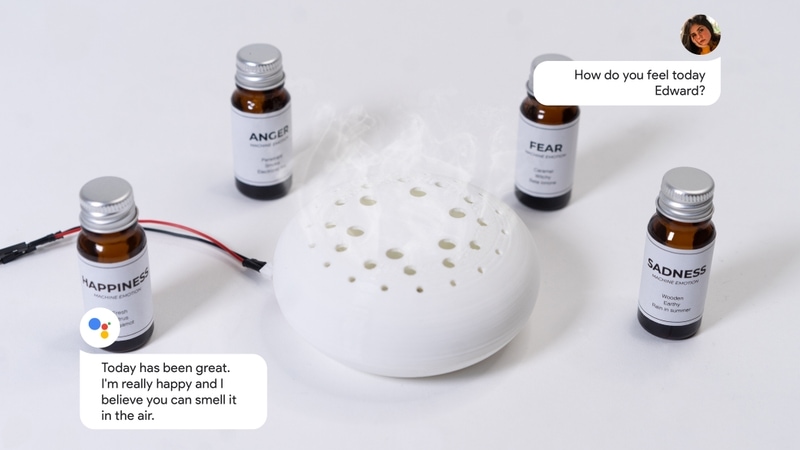 How do you feel today
Edward?
ANGER
MACHINE EMOTION
FEAR
MACHINE EMOTION
Caramel
SADNESS
MACHINE EMOTION
Wooden
Earthy
Rain in summer
HAPPINESS
MACHINE EMOTION
Today has been great.
I'm really happy and I
believe you can smell it
in the air.